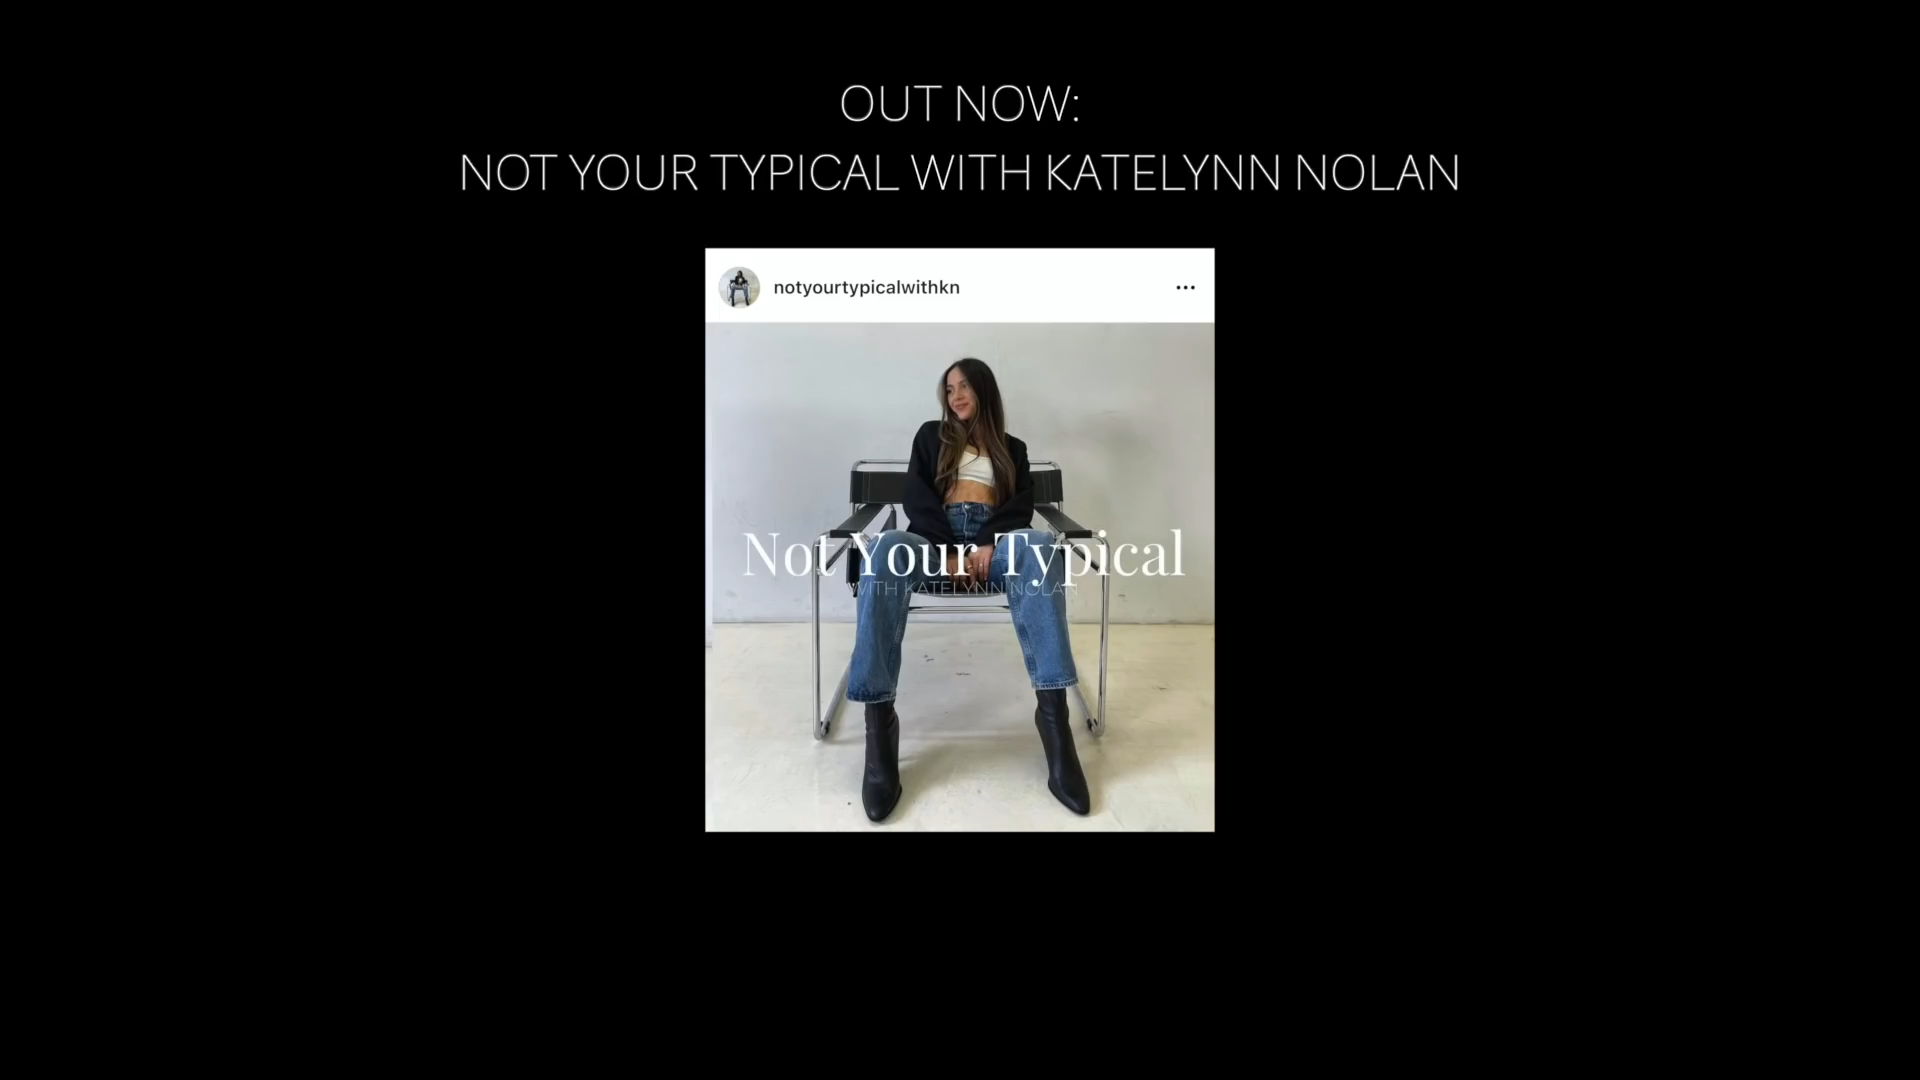 OUT NOW:
NOT YOUR TYPICAL WITH KATELYNN NOLAN
notyourtypicalwithkn
Not Your Typical
WITH KATELYNN NOLAN